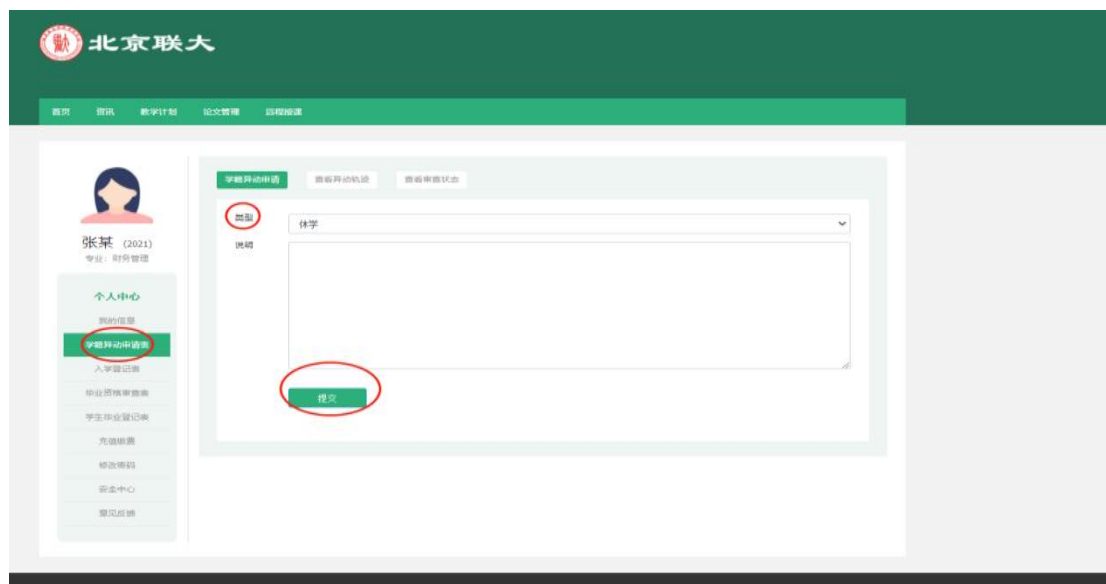 北京联大
首页 资讯 教学计划 论文管理 远程授课
学籍异动申请 查看异动轨迹 查看审查状态
类型 休学
说明
张某 (2021)
专业：财务管理
个人中心
我的信息
学籍异动申请表
入学登记表
毕业资格审查表
学生毕业登记表
充值缴费
修改密码
安全中心
意见反馈
提交